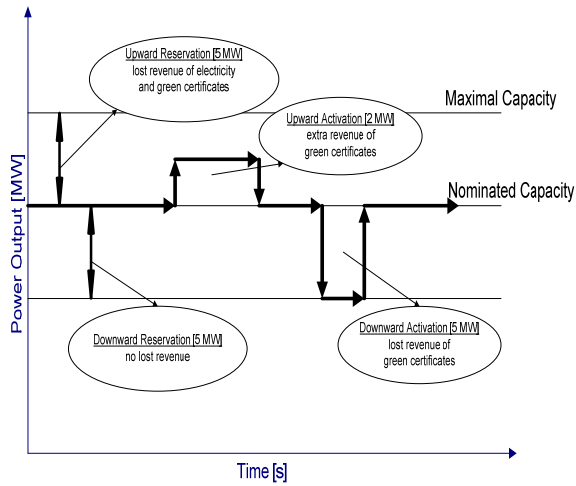 Upward Reservation [5 MW]
lost revenue of electricity
and green certificates
Maximal Capacity
Upward Activation [2 MW]
extra revenue of
green certificates
Nominated Capacity
Power Output [MW]
Downward Reservation [5 MW]
no lost revenue
Downward Activation [5 MW]
lost revenue of
green certificates
Time [s]